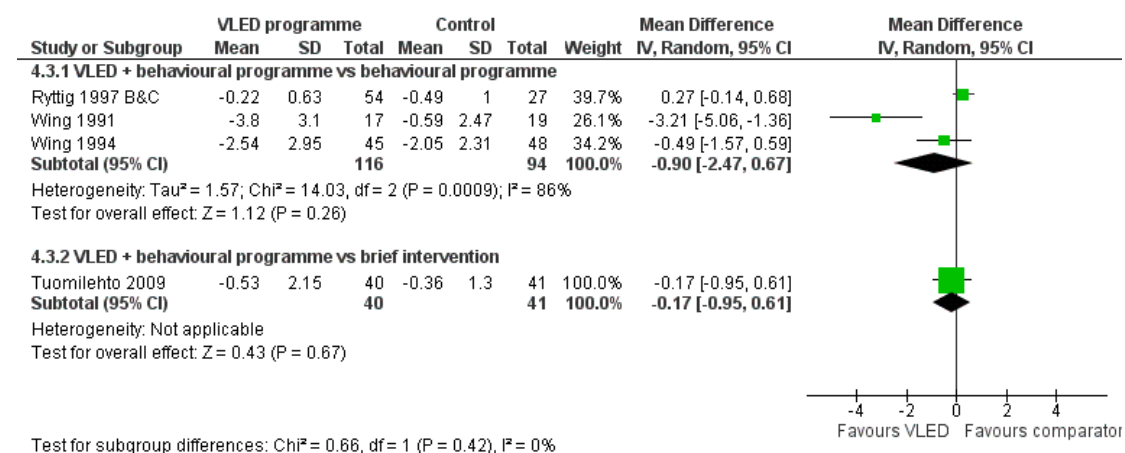 VLED programme Control Mean Difference Mean Difference
Study or Subgroup Mean SD Total Mean SD Total Weight IV, Random, 95% CI IV, Random, 95% CI
4.3.1 VLED + behavioural programme vs behavioural programme
Ryttig 1997 B&C -0.22 0.63 54 -0.49 1 27 39.7% 0.27 [-0.14, 0.68]
Wing 1991 -3.8 3.1 17 -0.59 2.47 19 26.1% -3.21 [-5.06, -1.36]
Wing 1994 -2.54 2.95 45 -2.05 2.31 48 34.2% -0.49 [-1.57, 0.59]
Subtotal (95% CI) 116 94 100.0% -0.90 [-2.47, 0.67]
Heterogeneity: Tau² = 1.57; Chi² = 14.03, df = 2 (P = 0.0009); I² = 86%
Test for overall effect: Z = 1.12 (P = 0.26)
4.3.2 VLED + behavioural programme vs brief intervention
Tuomilehto 2009 -0.53 2.15 40 -0.36 1.3 41 100.0% -0.17 [-0.95, 0.61]
Subtotal (95% CI) 40 41 100.0% -0.17 [-0.95, 0.61]
Heterogeneity: Not applicable
Test for overall effect: Z = 0.43 (P = 0.67)
-4 -2 0 2 4
Favours VLED Favours comparator
Test for subgroup differences: Chi² = 0.66, df = 1 (P = 0.42), I² = 0%